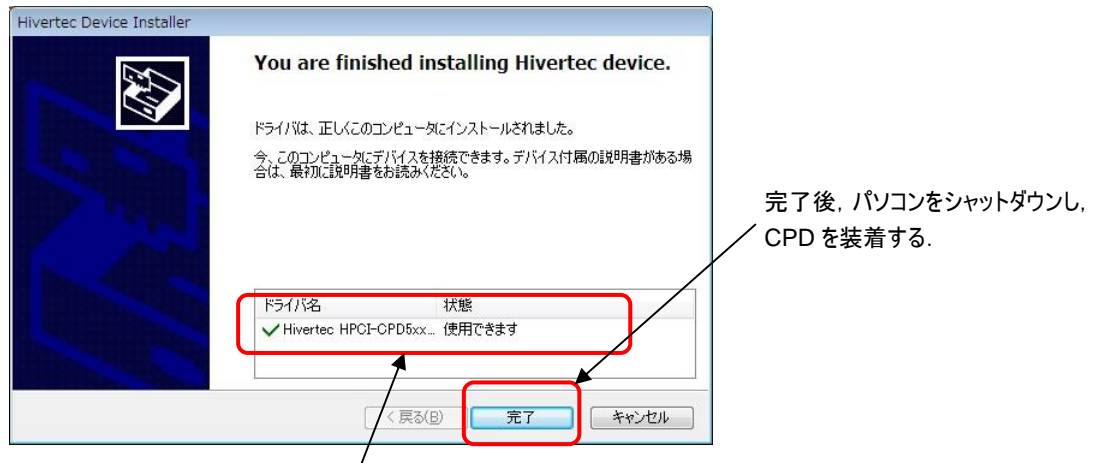 Hivertec Device Installer
You are finished installing Hivertec device.
ドライバは、正しくこのコンピュータにインストールされました。
今、このコンピュータにデバイスを接続できます。デバイス付属の説明書がある場
合は、最初に説明書をお読みください。
完了後, パソコンをシャットダウンし,
CPD を装着する.
ドライバ名 状態
Hivertec HPCI-CPD5xx... 使用できます
< 戻る(B) 完了 キャンセル